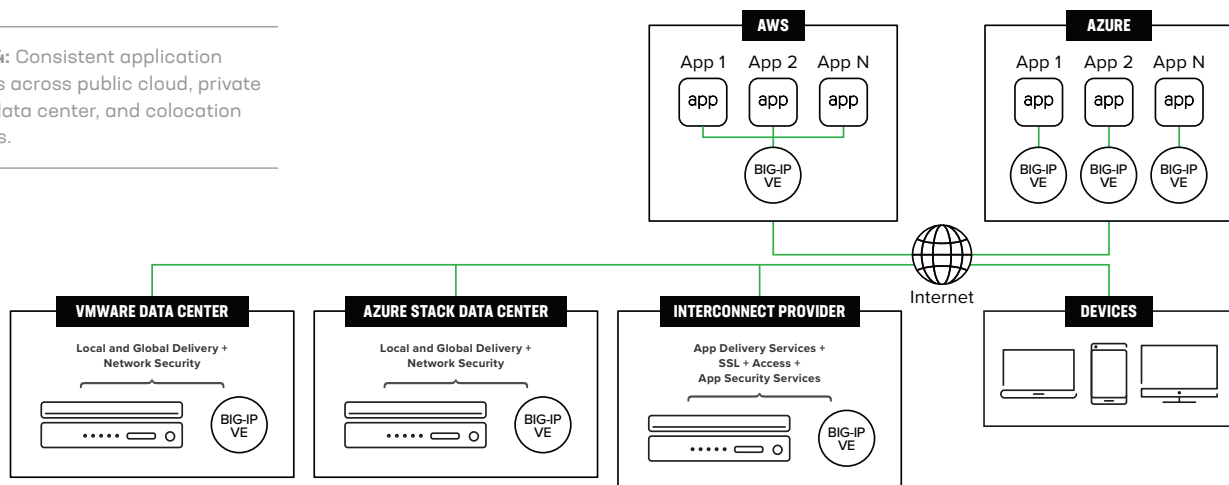 4: Consistent application
s across public cloud, private
data center, and colocation
s.
AWS
App 1 App 2 App N
app app app
BIG-IP
VE
AZURE
App 1 App 2 App N
app app app
BIG-IP BIG-IP BIG-IP
VE VE VE
Internet
VMWARE DATA CENTER
Local and Global Delivery +
Network Security
BIG-IP
VE
AZURE STACK DATA CENTER
Local and Global Delivery +
Network Security
BIG-IP
VE
INTERCONNECT PROVIDER
App Delivery Services +
SSL + Access +
App Security Services
BIG-IP
VE
DEVICES